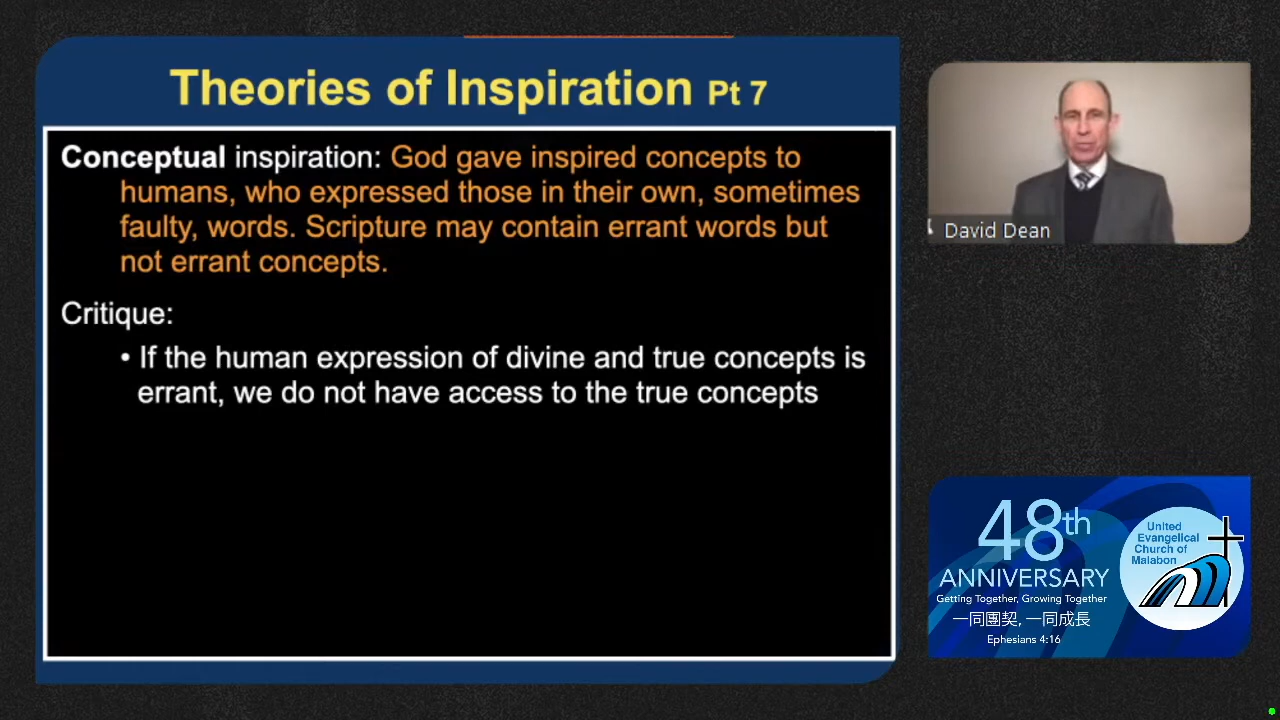 Theories of Inspiration Pt 7
Conceptual inspiration: God gave inspired concepts to
humans, who expressed those in their own, sometimes
faulty, words. Scripture may contain errant words but
not errant concepts.
Critique:
• If the human expression of divine and true concepts is
errant, we do not have access to the true concepts
David Dean
48th
ANNIVERSARY
Getting Together, Growing Together
一同團契, 一同成長
Ephesians 4:16
United
Evangelical
Church of
Malabon